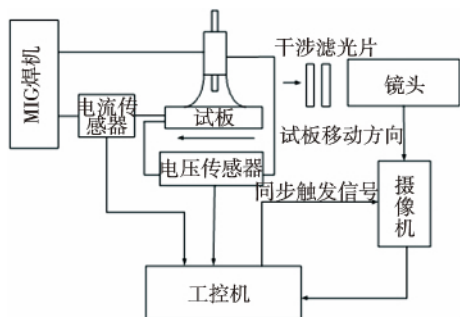 MIG焊机
电流传
感器
试板
电压传感器
干涉滤光片
镜头
试板移动方向
同步触发信号
摄像机
工控机